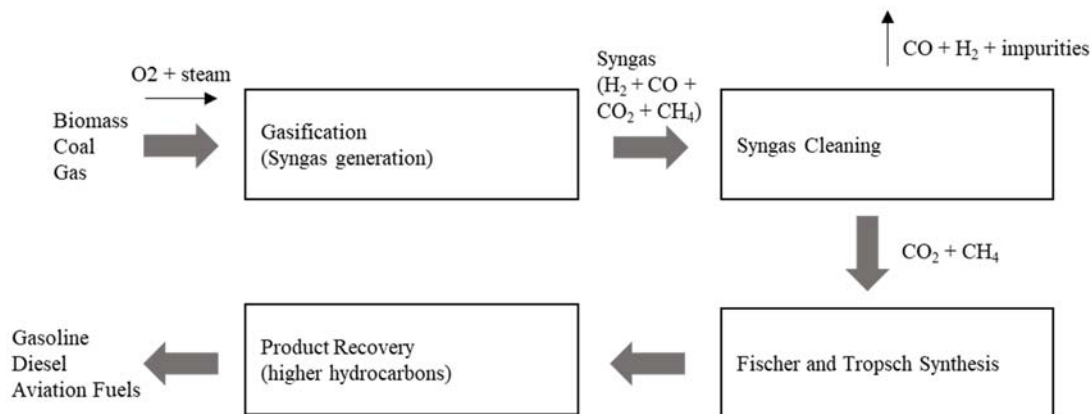 O2 + steam
Biomass
Coal
Gas
Gasification
(Syngas generation)
Syngas
(H₂ + CO +
CO₂ + CH₄)
CO + H₂ + impurities
Syngas Cleaning
CO₂ + CH₄
Fischer and Tropsch Synthesis
Product Recovery
(higher hydrocarbons)
Gasoline
Diesel
Aviation Fuels